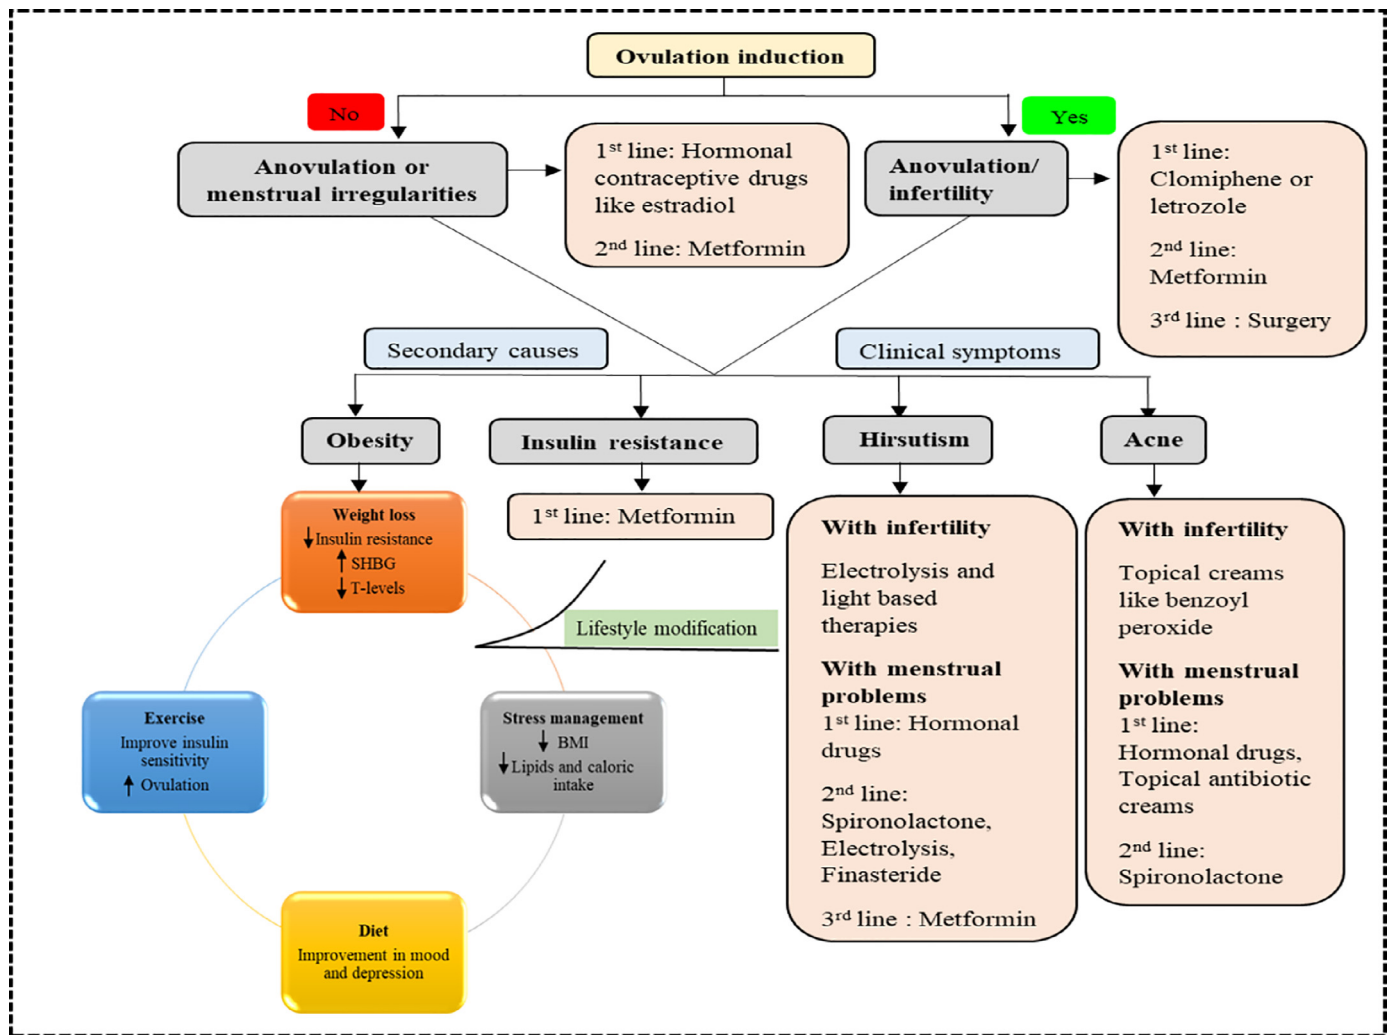 Ovulation induction
No
Yes
Anovulation or
menstrual irregularities
1st line: Hormonal
contraceptive drugs
like estradiol
2nd line: Metformin
Anovulation/
infertility
1st line:
Clomiphene or
letrozole
2nd line:
Metformin
3rd line : Surgery
Secondary causes
Clinical symptoms
Obesity
Insulin resistance
Hirsutism
Acne
Weight loss
↓Insulin resistance
↑ SHBG
↓ T-levels
1st line: Metformin
Lifestyle modification
Exercise
Improve insulin
sensitivity
↑ Ovulation
Stress management
↓ BMI
↓Lipids and caloric
intake
Diet
Improvement in mood
and depression
With infertility
Electrolysis and
light based
therapies
With menstrual
problems
1st line: Hormonal
drugs
2nd line:
Spironolactone,
Electrolysis,
Finasteride
3rd line : Metformin
With infertility
Topical creams
like benzoyl
peroxide
With menstrual
problems
1st line:
Hormonal drugs,
Topical antibiotic
creams
2nd line:
Spironolactone